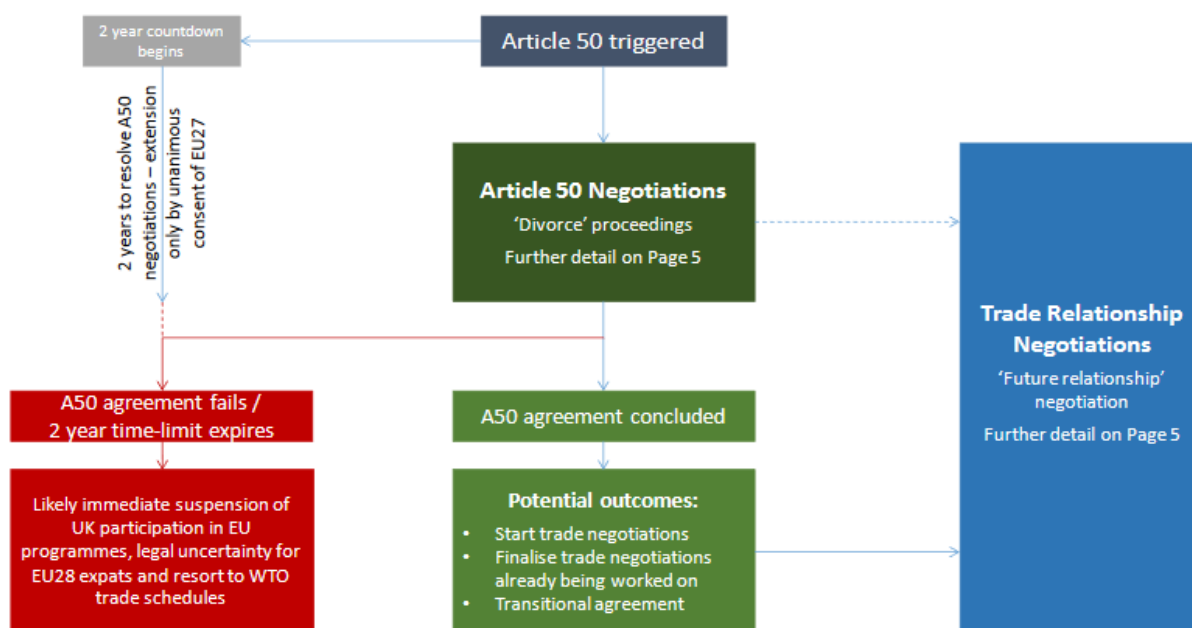 2 year countdown
begins
Article 50 triggered
2 years to resolve A50
negotiations – extension
only by unanimous
consent of EU27
Article 50 Negotiations
‘Divorce’ proceedings
Further detail on Page 5
Trade Relationship
Negotiations
‘Future relationship’
negotiation
Further detail on Page 5
A50 agreement fails /
2 year time-limit expires
A50 agreement concluded
Likely immediate suspension of
UK participation in EU
programmes, legal uncertainty for
EU28 expats and resort to WTO
trade schedules
Potential outcomes:
• Start trade negotiations
• Finalise trade negotiations
already being worked on
• Transitional agreement